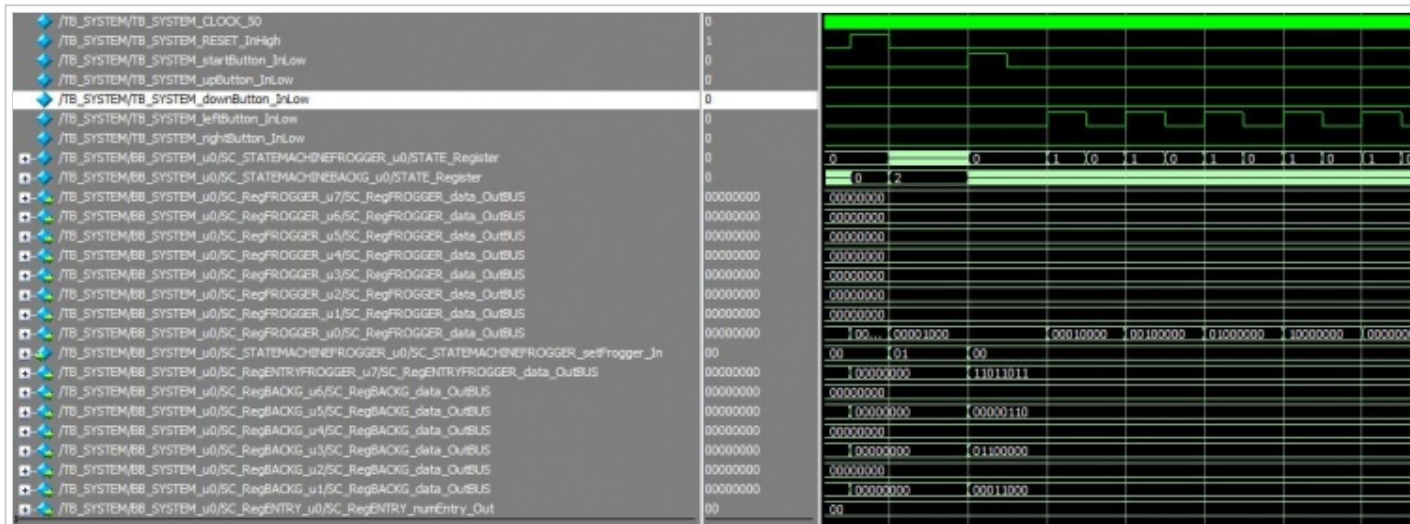 /TB_SYSTEM/TB_SYSTEM_CLOCK_50 0
/TB_SYSTEM/TB_SYSTEM_RESET_InHigh 1
/TB_SYSTEM/TB_SYSTEM_startButton_InLow 0
/TB_SYSTEM/TB_SYSTEM_upButton_InLow 0
/TB_SYSTEM/TB_SYSTEM_downButton_InLow 0
/TB_SYSTEM/TB_SYSTEM_leftButton_InLow 0
/TB_SYSTEM/TB_SYSTEM_rightButton_InLow 0
/TB_SYSTEM/BB_SYSTEM_u0/SC_STATEMACHINEFROGGER_u0/STATE_Register 0 0 0 1 0 1 0 1 0 1 0 1 0
/TB_SYSTEM/BB_SYSTEM_u0/SC_STATEMACHINEBACKG_u0/STATE_Register 0 0 2
/TB_SYSTEM/BB_SYSTEM_u0/SC_RegFROGGER_u7/SC_RegFROGGER_data_OutBUS 00000000 00000000
/TB_SYSTEM/BB_SYSTEM_u0/SC_RegFROGGER_u6/SC_RegFROGGER_data_OutBUS 00000000 00000000
/TB_SYSTEM/BB_SYSTEM_u0/SC_RegFROGGER_u5/SC_RegFROGGER_data_OutBUS 00000000 00000000
/TB_SYSTEM/BB_SYSTEM_u0/SC_RegFROGGER_u4/SC_RegFROGGER_data_OutBUS 00000000 00000000
/TB_SYSTEM/BB_SYSTEM_u0/SC_RegFROGGER_u3/SC_RegFROGGER_data_OutBUS 00000000 00000000
/TB_SYSTEM/BB_SYSTEM_u0/SC_RegFROGGER_u2/SC_RegFROGGER_data_OutBUS 00000000 00000000
/TB_SYSTEM/BB_SYSTEM_u0/SC_RegFROGGER_u1/SC_RegFROGGER_data_OutBUS 00000000 00000000
/TB_SYSTEM/BB_SYSTEM_u0/SC_RegFROGGER_u0/SC_RegFROGGER_data_OutBUS 00000000 00... 00001000 00010000 00100000 01000000 10000000 0000000
/TB_SYSTEM/BB_SYSTEM_u0/SC_STATEMACHINEFROGGER_u0/SC_STATEMACHINEFROGGER_setFrogger_In 00 00 01 00
/TB_SYSTEM/BB_SYSTEM_u0/SC_RegENTRYFROGGER_u7/SC_RegENTRYFROGGER_data_OutBUS 00000000 00000000 11011011
/TB_SYSTEM/BB_SYSTEM_u0/SC_RegBACKG_u6/SC_RegBACKG_data_OutBUS 00000000 00000000
/TB_SYSTEM/BB_SYSTEM_u0/SC_RegBACKG_u5/SC_RegBACKG_data_OutBUS 00000000 00000000 00000110
/TB_SYSTEM/BB_SYSTEM_u0/SC_RegBACKG_u4/SC_RegBACKG_data_OutBUS 00000000 00000000
/TB_SYSTEM/BB_SYSTEM_u0/SC_RegBACKG_u3/SC_RegBACKG_data_OutBUS 00000000 00000000 01100000
/TB_SYSTEM/BB_SYSTEM_u0/SC_RegBACKG_u2/SC_RegBACKG_data_OutBUS 00000000 00000000
/TB_SYSTEM/BB_SYSTEM_u0/SC_RegBACKG_u1/SC_RegBACKG_data_OutBUS 00000000 00000000 00011000
/TB_SYSTEM/BB_SYSTEM_u0/SC_RegENTRY_u0/SC_RegENTRY_numEntry_Out 00 00